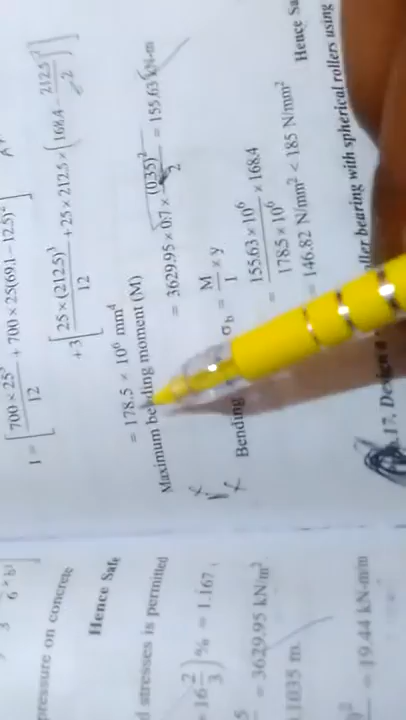 I = [ 700 × 25³ / 12 + 700 × 25(69.1 – 12.5)² ]
+3 [ 25 × (212.5)³ / 12 + 25 × 212.5 × ( 168.4 – 212.5 / 2 )² ]
= 178.5 × 10⁶ mm⁴
Maximum bending moment (M)
= 3629.95 × 0.7 × (0.35)² / 2 = 155.63 kN-m
Bending σb = M / I × y
= 155.63 × 10⁶ / 178.5 × 10⁶ × 168.4
= 146.82 N/mm² < 185 N/mm²
.17. Design a
ller bearing with spherical rollers using
pressure on concrete
Hence Safe
d stresses is permitted
16 2/3 )% = 1.167
= 3629.95 kN/m²
.1035 m.
= 19.44 kN-m/m